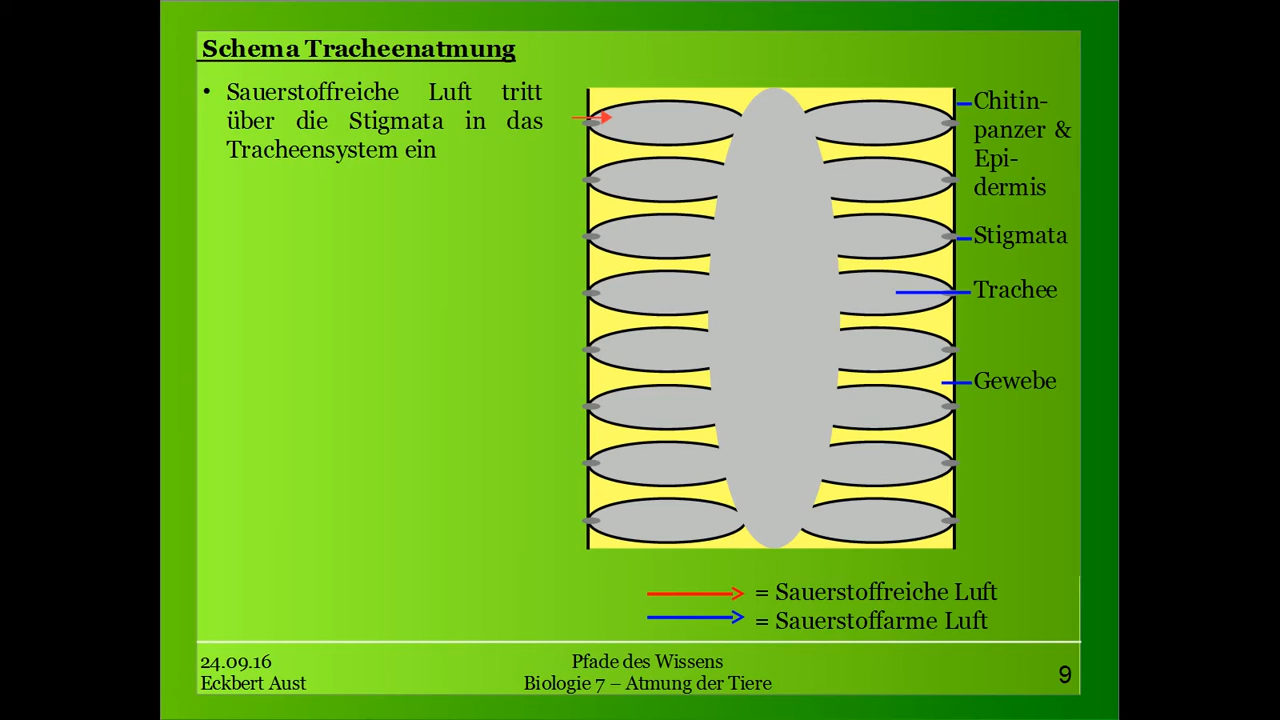 Schema Tracheenatmung
• Sauerstoffreiche Luft tritt
über die Stigmata in das
Tracheensystem ein
Chitin-
panzer &
Epi-
dermis
Stigmata
Trachee
Gewebe
= Sauerstoffreiche Luft
= Sauerstoffarme Luft
24.09.16
Eckbert Aust
Pfade des Wissens
Biologie 7 – Atmung der Tiere
9